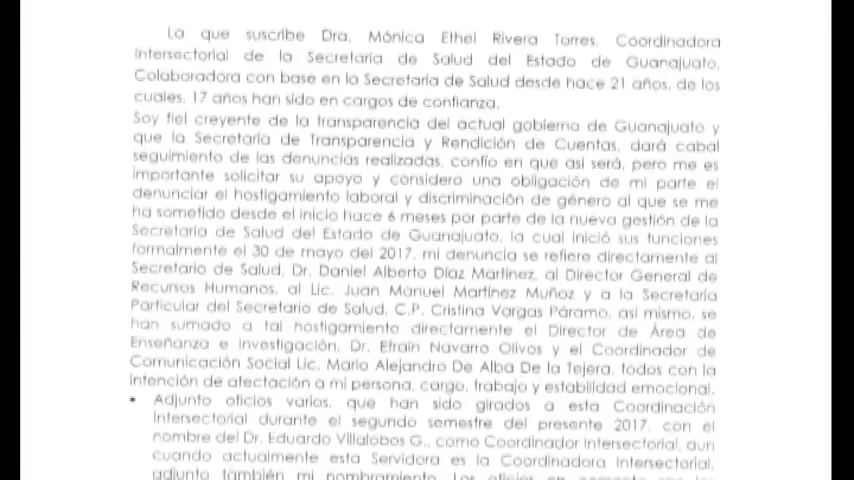 La que suscribe Dra. Mónica Ethel Rivera Torres, Coordinadora
Intersectorial de la Secretaría de Salud del Estado de Guanajuato,
Colaboradora con base en la Secretaría de Salud desde hace 21 años, de los
cuales, 17 años han sido en cargos de confianza.
Soy fiel creyente de la transparencia del actual gobierno de Guanajuato y
que la Secretaría de Transparencia y Rendición de Cuentas, dará cabal
seguimiento de las denuncias realizadas, confío en que así será, pero me es
importante solicitar su apoyo y considero una obligación de mi parte el
denunciar el hostigamiento laboral y discriminación de género al que se me
ha sometido desde el inicio hace 6 meses por parte de la nueva gestión de la
Secretaría de Salud del Estado de Guanajuato, la cual inició sus funciones
formalmente el 30 de mayo del 2017, mi denuncia se refiere directamente al
Secretario de Salud, Dr. Daniel Alberto Díaz Martínez, al Director General de
Recursos Humanos, al Lic. Juan Manuel Martínez Muñoz y a la Secretaria
Particular del Secretario de Salud, C.P. Cristina Vargas Páramo, así mismo, se
han sumado a tal hostigamiento directamente el Director de Área de
Enseñanza e Investigación, Dr. Efraín Navarro Olivos y el Coordinador de
Comunicación Social Lic. Mario Alejandro De Alba De la Tejera, todos con la
intención de afectación a mi persona, cargo, trabajo y estabilidad emocional.
• Adjunto oficios varios, que han sido girados a esta Coordinación
Intersectorial durante el segundo semestre del presente 2017, con el
nombre del Dr. Eduardo Villalobos G., como Coordinador Intersectorial, aun
cuando actualmente esta Servidora es la Coordinadora Intersectorial,
adjunto también mi nombramiento. Los oficios en